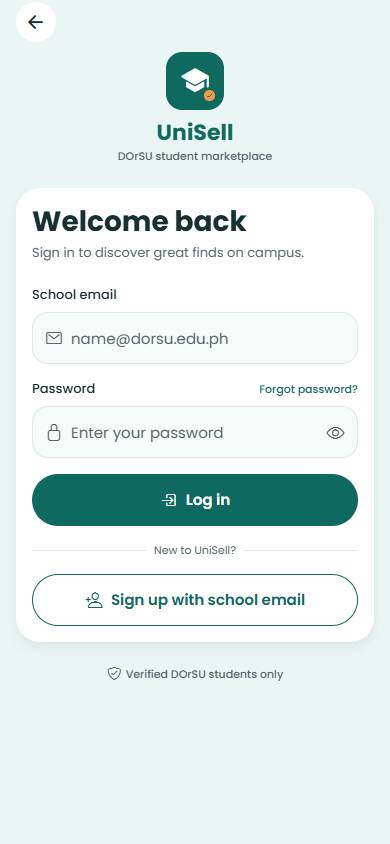 UniSell
DOrSU student marketplace
Welcome back
Sign in to discover great finds on campus.
School email
name@dorsu.edu.ph
Password
Forgot password?
Enter your password
Log in
New to UniSell?
Sign up with school email
Verified DOrSU students only